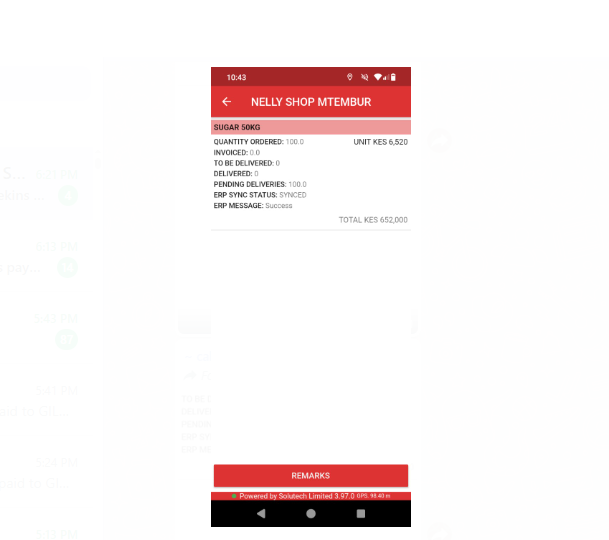 10:43
NELLY SHOP MTEMBUR
SUGAR 50KG
QUANTITY ORDERED: 100.0 UNIT KES 6,520
INVOICED: 0.0
TO BE DELIVERED: 0
DELIVERED: 0
PENDING DELIVERIES: 100.0
ERP SYNC STATUS: SYNCED
ERP MESSAGE: Success
TOTAL KES 652,000
REMARKS
Powered by Solutech Limited 3.97.0 GPS: 98.40 m